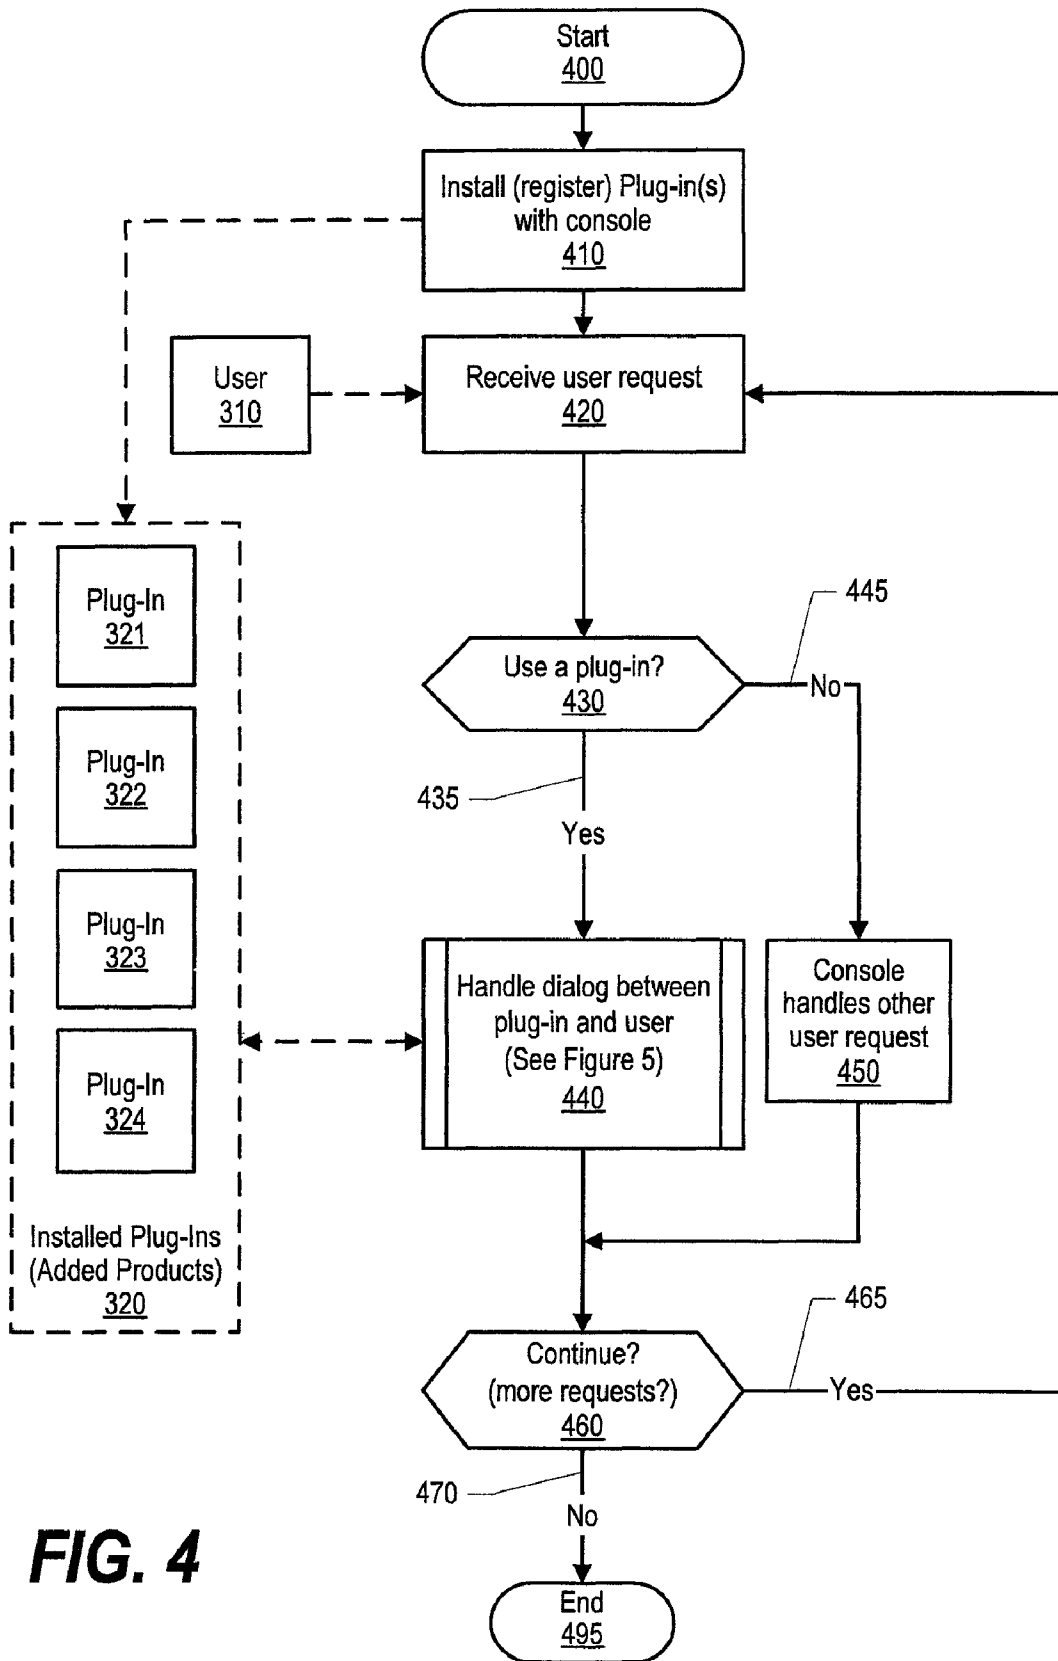 Start
400
Install (register) Plug-in(s)
with console
410
User
310
Receive user request
420
Plug-In
321
Plug-In
322
Plug-In
323
Plug-In
324
Installed Plug-Ins
(Added Products)
320
445
Use a plug-in?
430
No
435
Yes
Handle dialog between
plug-in and user
(See Figure 5)
440
Console
handles other
user request
450
465
Continue?
(more requests?)
460
Yes
470
No
End
495
FIG. 4